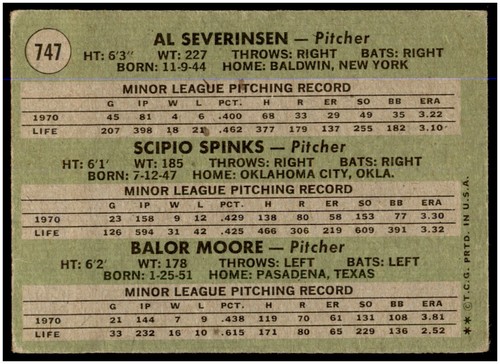 747
AL SEVERINSEN — Pitcher
HT: 6'3" WT: 227 THROWS: RIGHT BATS: RIGHT
BORN: 11-9-44 HOME: BALDWIN, NEW YORK
MINOR LEAGUE PITCHING RECORD
G IP W L PCT. H R ER SO BB ERA
1970 45 81 4 6 .400 68 33 29 49 35 3.22
LIFE 207 398 18 21 .462 377 179 137 255 182 3.10
SCIPIO SPINKS — Pitcher
HT: 6'1' WT: 185 THROWS: RIGHT BATS: RIGHT
BORN: 7-12-47 HOME: OKLAHOMA CITY, OKLA.
MINOR LEAGUE PITCHING RECORD
G IP W L PCT. H R ER SO BB ERA
1970 23 158 9 12 .429 138 80 58 153 77 3.30
LIFE 126 594 31 42 .425 466 306 219 609 391 3.32
BALOR MOORE — Pitcher
HT: 6'2' WT: 178 THROWS: LEFT BATS: LEFT
BORN: 1-25-51 HOME: PASADENA, TEXAS
MINOR LEAGUE PITCHING RECORD
G IP W L PCT. H R ER SO BB ERA
1970 21 144 7 9 .438 114 70 61 131 108 3.81
LIFE 33 232 16 10 .615 171 89 65 229 136 2.52
** © T.C.G. PRTD. IN U.S.A.